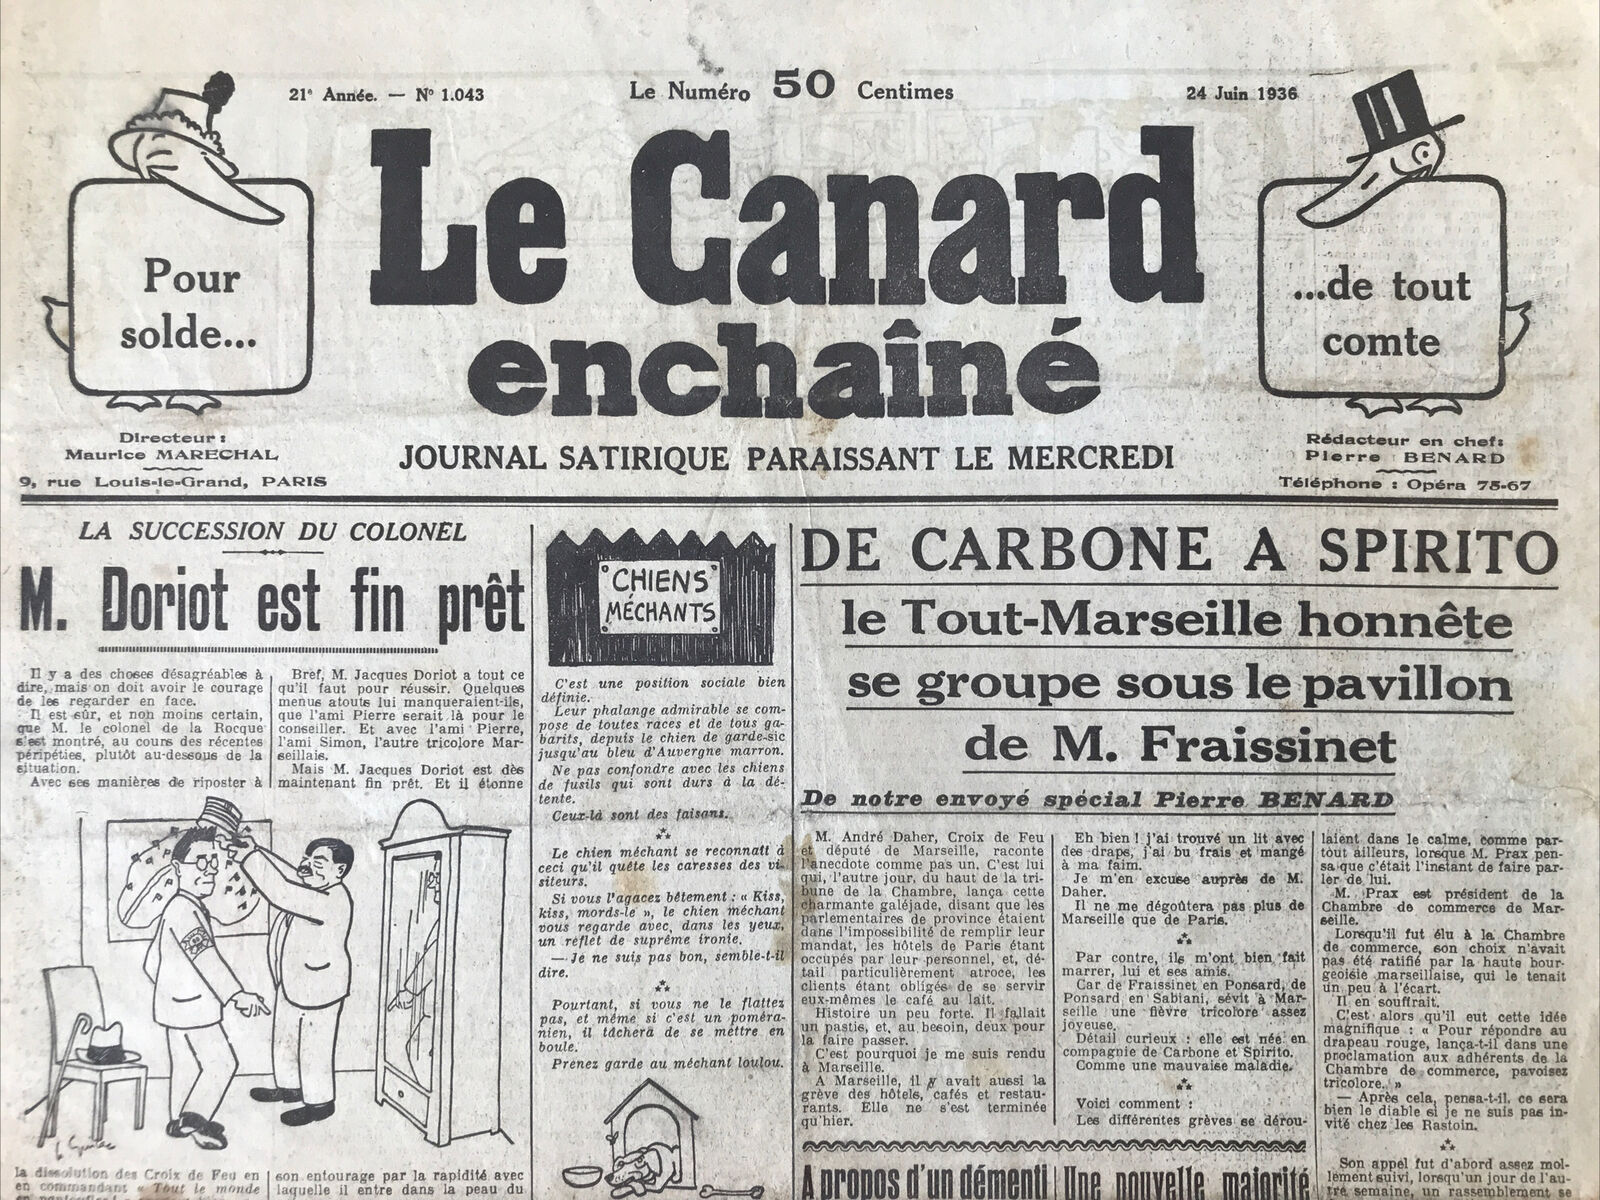 21e Année. — No 1.043
Le Numéro 50 Centimes
24 Juin 1936
Pour
solde...
Le Canard
enchaîné
...de tout
comte
Directeur :
Maurice MARECHAL
9, rue Louis-le-Grand, PARIS
JOURNAL SATIRIQUE PARAISSANT LE MERCREDI
Rédacteur en chef :
Pierre BENARD
Téléphone : Opéra 75-67
LA SUCCESSION DU COLONEL
M. Doriot est fin prêt
Il y a des choses désagréables à
dire, mais on doit avoir le courage
de les regarder en face.
Il est sûr, et non moins certain,
que M. le colonel de la Rocque
s'est montré, au cours des récentes
péripéties, plutôt au-dessous de la
situation.
Avec ses manières de riposter à
Bref, M. Jacques Doriot a tout ce
qu'il faut pour réussir. Quelques
menus atouts lui manqueraient-ils,
que l'ami Pierre serait là pour le
conseiller. Et avec l'ami Pierre,
l'ami Simon, l'autre tricolore Mar-
seillais.
Mais M. Jacques Doriot est dès
maintenant fin prêt. Et il étonne
la dissolution des Croix de Feu en
en commandant « Tout le monde
son entourage par la rapidité avec
laquelle il entre dans la peau du
CHIENS
MÉCHANTS
C'est une position sociale bien
définie.
Leur phalange admirable se com-
pose de toutes races et de tous ga-
barits, depuis le chien de garde-sic
jusqu'au bleu d'Auvergne marron.
Ne pas confondre avec les chiens
de fusils qui sont durs à la dé-
tente.
Ceux-là sont des faisans.
Le chien méchant se reconnaît à
ceci qu'il quête les caresses des vi-
siteurs.
Si vous l'agacez bêtement : « Kiss,
kiss, mords-le », le chien méchant
vous regarde avec, dans les yeux,
un reflet de suprême ironie.
— Je ne suis pas bon, semble-t-il
dire.
Pourtant, si vous ne le flattez
pas, et même si c'est un poméra-
nien, il tâchera de se mettre en
boule.
Prenez garde au méchant loulou.
DE CARBONE A SPIRITO
le Tout-Marseille honnête
se groupe sous le pavillon
de M. Fraissinet
De notre envoyé spécial Pierre BENARD
M. André Daher, Croix de Feu
et député de Marseille, raconte
l'anecdote comme pas un. C'est lui
qui, l'autre jour, du haut de la tri-
bune de la Chambre, lança cette
charmante galéjade, disant que les
parlementaires de province étaient
dans l'impossibilité de remplir leur
mandat, les hôtels de Paris étant
occupés par leur personnel, et, dé-
tail particulièrement atroce, les
clients étant obligés de se servir
eux-mêmes le café au lait.
Histoire un peu forte. Il fallait
un pastis, et, au besoin, deux pour
la faire passer.
C'est pourquoi je me suis rendu
à Marseille.
A Marseille, il y avait aussi la
grève des hôtels, cafés et restau-
rants. Elle ne s'est terminée
qu'hier.
Eh bien ! j'ai trouvé un lit avec
des draps, j'ai bu frais et mangé
à ma faim.
Je m'en excuse auprès de M.
Daher.
Il ne me dégoûtera pas plus de
Marseille que de Paris.
Par contre, ils m'ont bien fait
marrer, lui et ses amis.
Car de Fraissinet en Ponsard, de
Ponsard en Sabiani, sévit à Mar-
seille une fièvre tricolore assez
joyeuse.
Détail curieux : elle est née en
compagnie de Carbone et Spirito.
Comme une mauvaise maladie.
Voici comment :
Les différentes grèves se dérou-
laient dans le calme, comme par-
tout ailleurs, lorsque M. Prax pen-
sa que c'était l'instant de faire par-
ler de lui.
M. Prax est président de la
Chambre de commerce de Mar-
seille.
Lorsqu'il fut élu à la Chambre
de commerce, son choix n'avait
pas été ratifié par la haute bour-
geoisie marseillaise, qui le tenait
un peu à l'écart.
Il en souffrait.
C'est alors qu'il eut cette idée
magnifique : « Pour répondre au
drapeau rouge, lança-t-il dans une
proclamation aux adhérents de la
Chambre de commerce, pavoisez
tricolore. »
— Après cela, pensa-t-il, ce sera
bien le diable si je ne suis pas in-
vité chez les Rastoin.
Son appel fut d'abord assez mol-
lement suivi, lorsqu'un jour de l'au-
tre semaine, un rassemblement se
A propos d'un démenti
Une nouvelle majorité